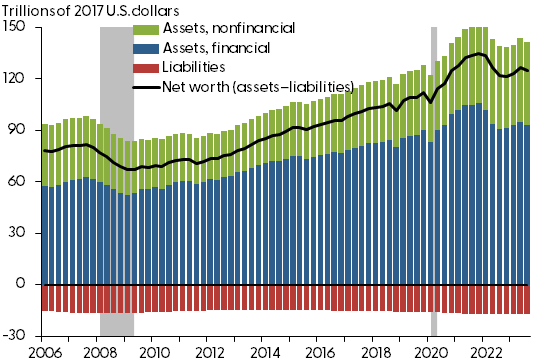 Trillions of 2017 U.S. dollars
150
Assets, nonfinancial
Assets, financial
Liabilities
Net worth (assets–liabilities)
120
90
60
30
0
-30
2006 2008 2010 2012 2014 2016 2018 2020 2022